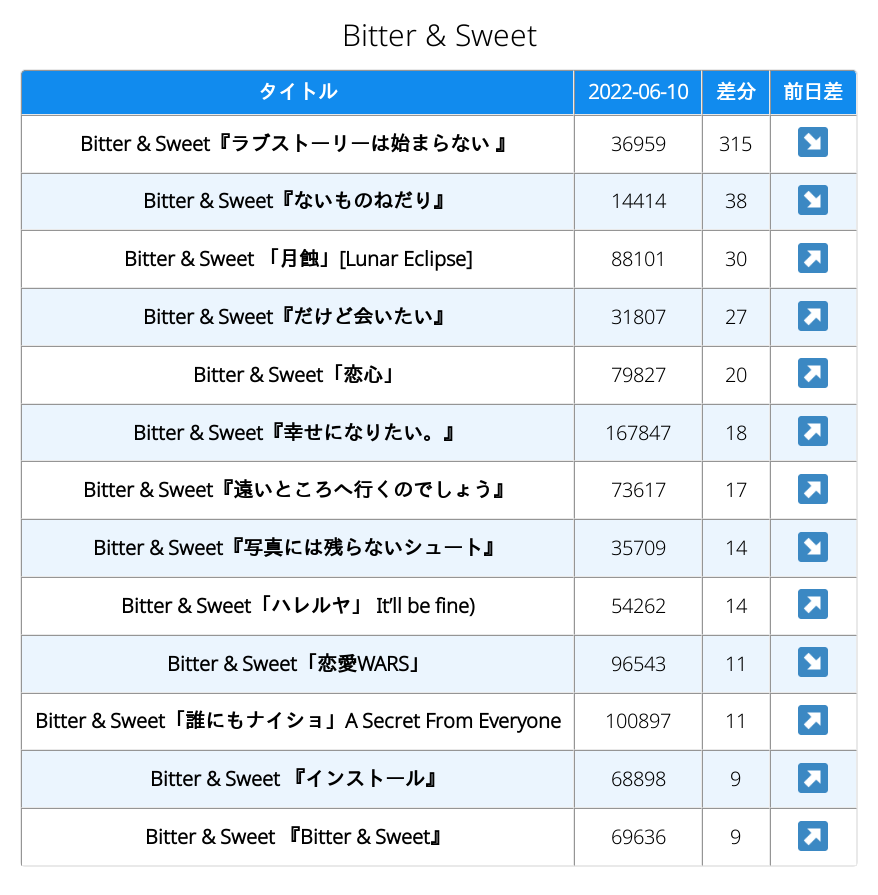 Bitter & Sweet
タイトル 2022-06-10 差分 前日差
Bitter & Sweet『ラブストーリーは始まらない 』 36959 315 ↘
Bitter & Sweet『ないものねだり』 14414 38 ↘
Bitter & Sweet 「月蝕」[Lunar Eclipse] 88101 30 ↗
Bitter & Sweet『だけど会いたい』 31807 27 ↗
Bitter & Sweet「恋心」 79827 20 ↗
Bitter & Sweet『幸せになりたい。』 167847 18 ↗
Bitter & Sweet『遠いところへ行くのでしょう』 73617 17 ↗
Bitter & Sweet『写真には残らないシュート』 35709 14 ↘
Bitter & Sweet「ハレルヤ」 It’ll be fine) 54262 14 ↗
Bitter & Sweet「恋愛WARS」 96543 11 ↘
Bitter & Sweet「誰にもナイショ」A Secret From Everyone 100897 11 ↗
Bitter & Sweet 『インストール』 68898 9 ↗
Bitter & Sweet 『Bitter & Sweet』 69636 9 ↗